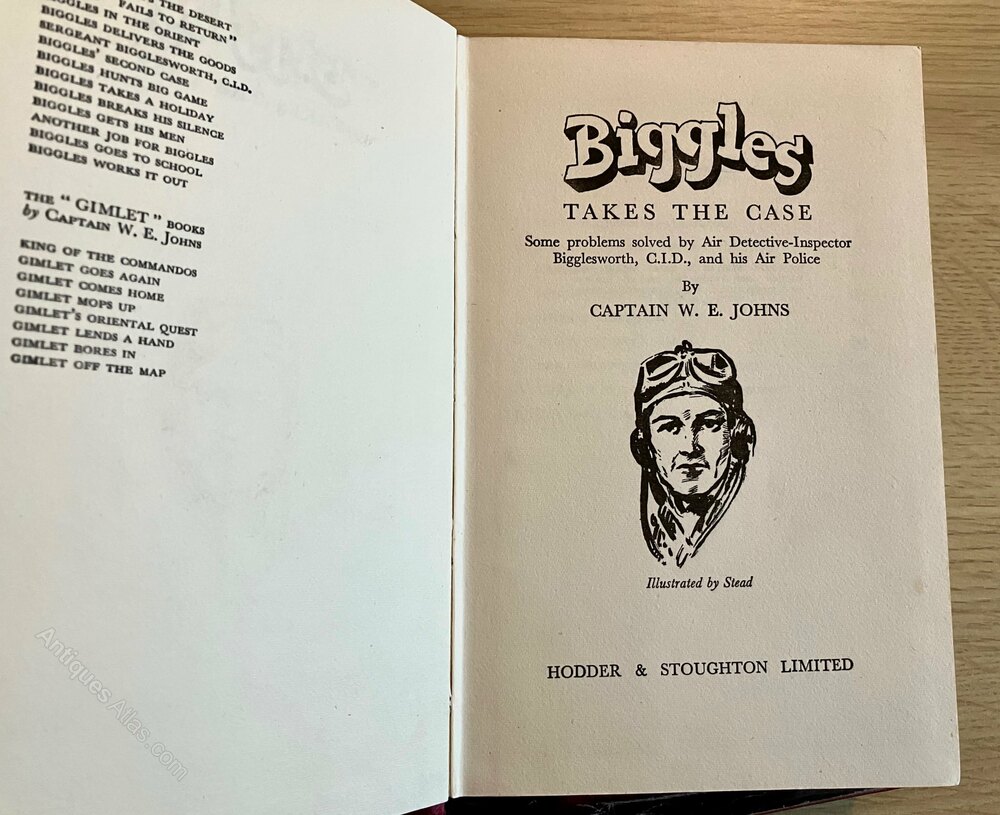 THE DESERT
FAILS TO RETURN"
BIGGLES IN THE ORIENT
BIGGLES DELIVERS THE GOODS
SERGEANT BIGGLESWORTH, C.I.D.
BIGGLES' SECOND CASE
BIGGLES HUNTS BIG GAME
BIGGLES TAKES A HOLIDAY
BIGGLES BREAKS HIS SILENCE
BIGGLES GETS HIS MEN
ANOTHER JOB FOR BIGGLES
BIGGLES GOES TO SCHOOL
BIGGLES WORKS IT OUT
THE "GIMLET" BOOKS
by CAPTAIN W. E. JOHNS
KING OF THE COMMANDOS
GIMLET GOES AGAIN
GIMLET COMES HOME
GIMLET MOPS UP
GIMLET'S ORIENTAL QUEST
GIMLET LENDS A HAND
GIMLET BORES IN
GIMLET OFF THE MAP
Antiques Atlas.com
Biggles
TAKES THE CASE
Some problems solved by Air Detective-Inspector
Bigglesworth, C.I.D., and his Air Police
By
CAPTAIN W. E. JOHNS
Illustrated by Stead
HODDER & STOUGHTON LIMITED